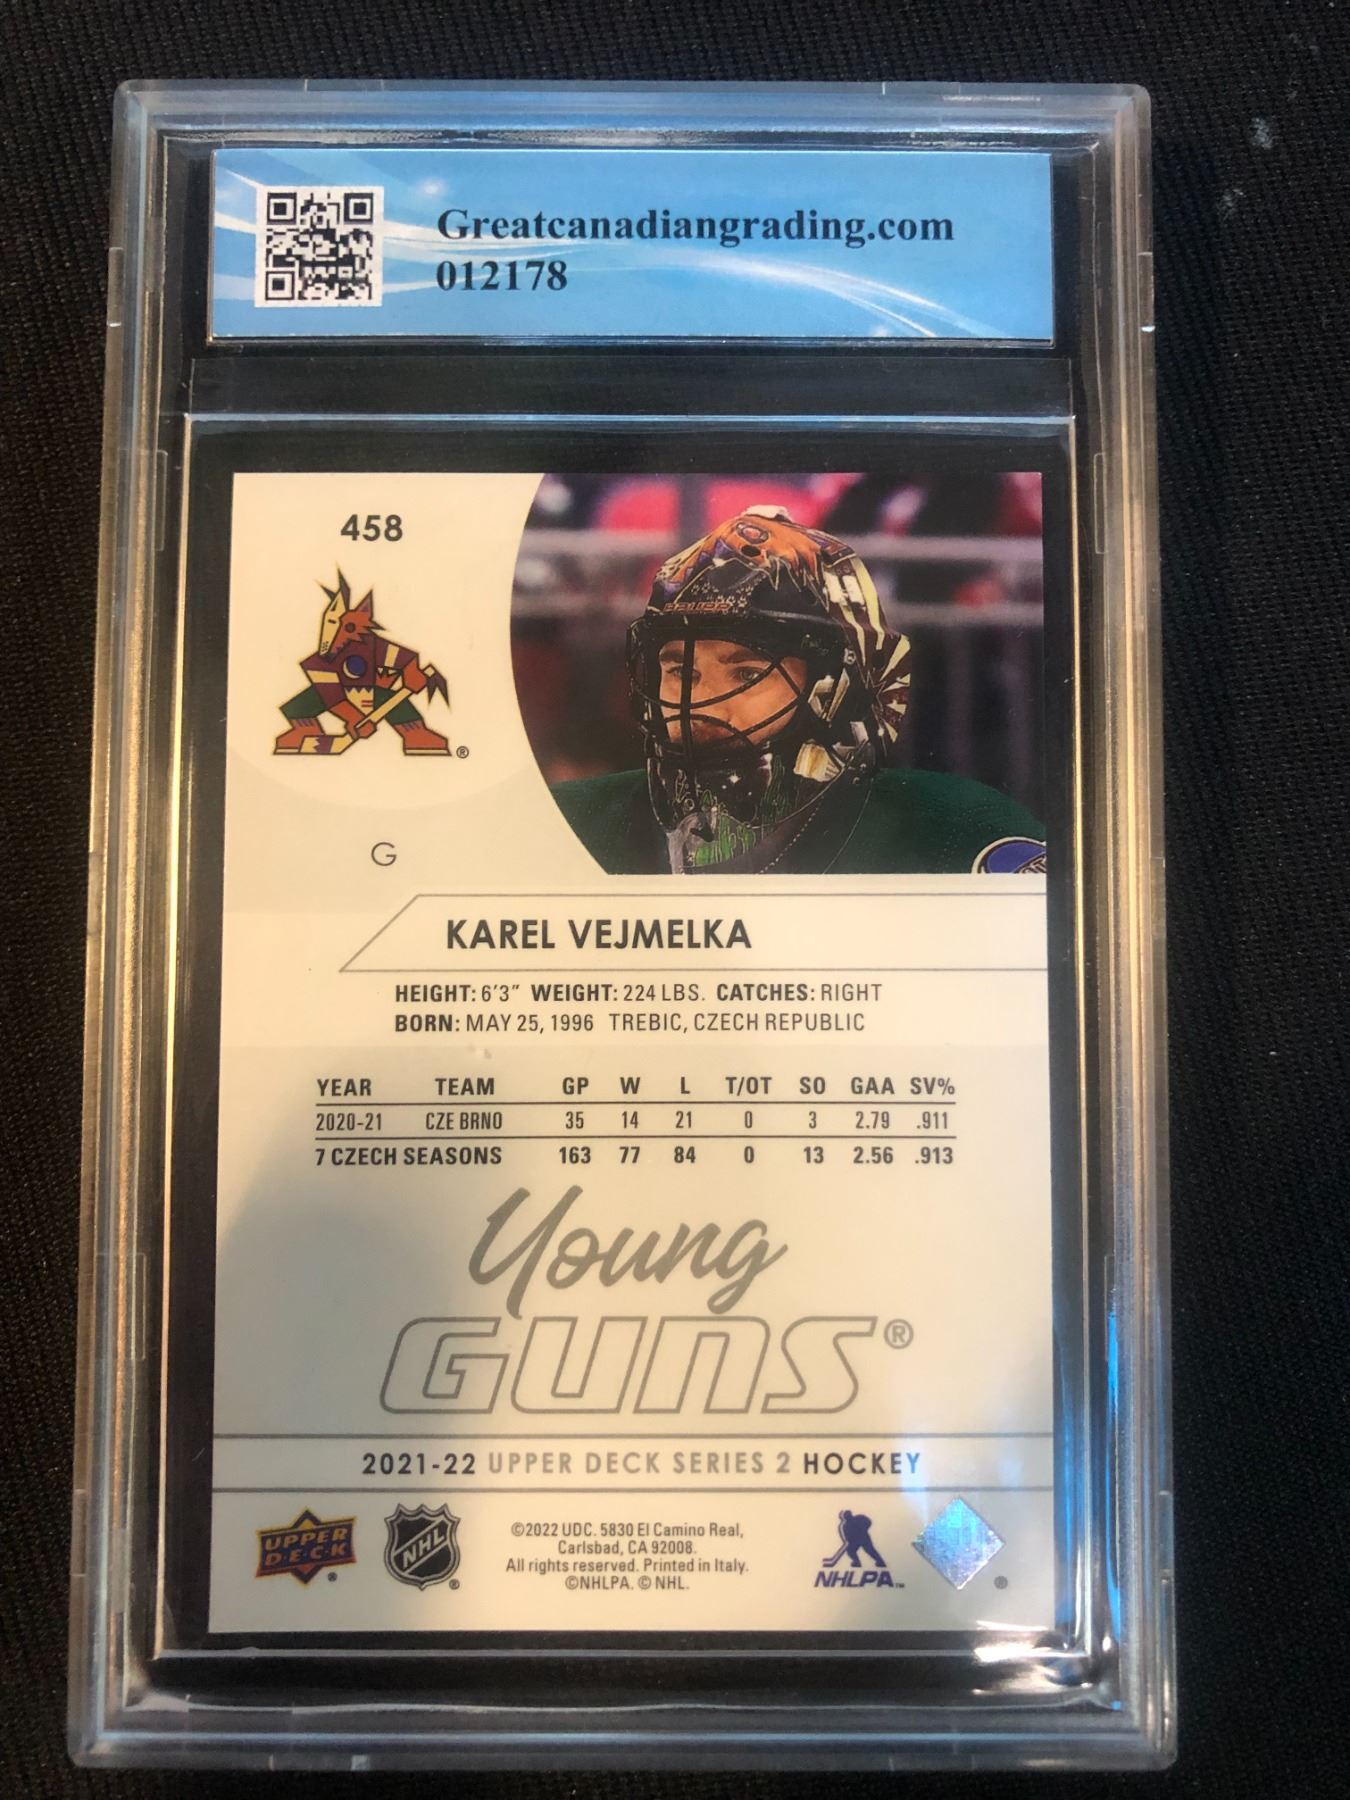 Greatcanadiangrading.com
012178
458
®
BAUER
G
KAREL VEJMELKA
HEIGHT: 6'3" WEIGHT: 224 LBS. CATCHES: RIGHT
BORN: MAY 25, 1996 TREBIC, CZECH REPUBLIC
YEAR TEAM GP W L T/OT SO GAA SV%
2020-21 CZE BRNO 35 14 21 0 3 2.79 .911
7 CZECH SEASONS 163 77 84 0 13 2.56 .913
Young
GUNS®
2021-22 UPPER DECK SERIES 2 HOCKEY
UPPER
D·E·C·K
®
NHL
®
©2022 UDC. 5830 El Camino Real,
Carlsbad, CA 92008.
All rights reserved. Printed in Italy.
©NHLPA. © NHL.
NHLPA™
®